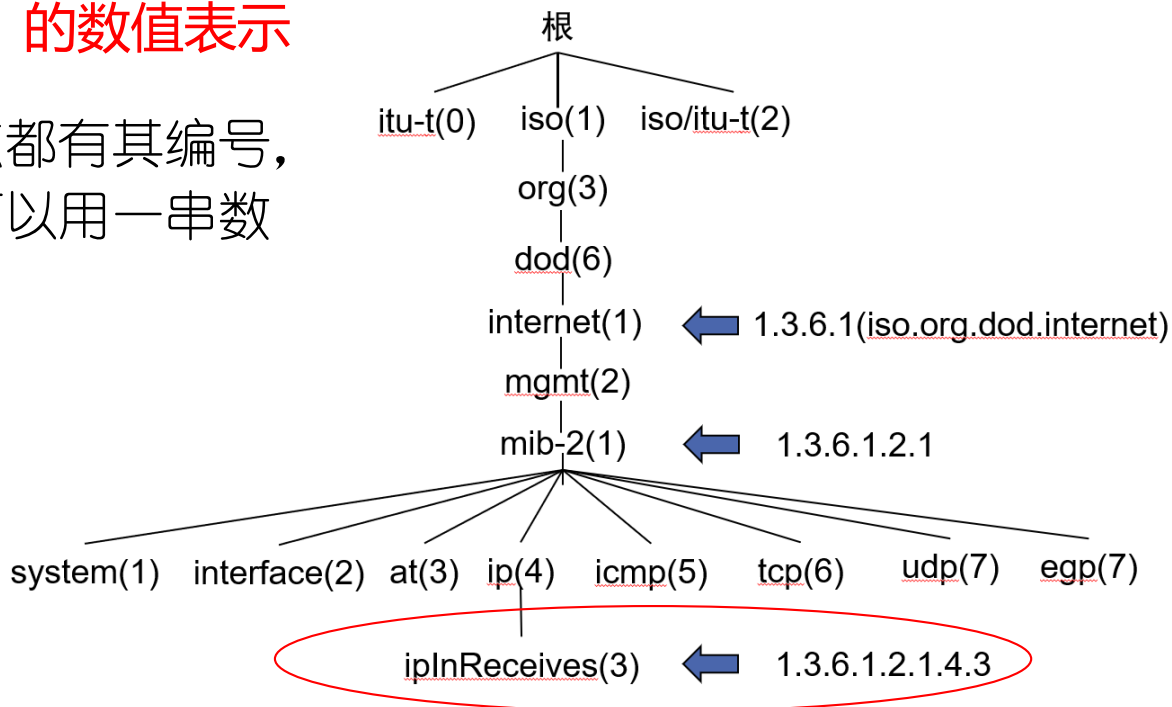 的数值表示
都有其编号,
以用一串数
根
itu-t(0) iso(1) iso/itu-t(2)
org(3)
dod(6)
internet(1) 1.3.6.1(iso.org.dod.internet)
mgmt(2)
mib-2(1) 1.3.6.1.2.1
system(1) interface(2) at(3) ip(4) icmp(5) tcp(6) udp(7) egp(7)
ipInReceives(3) 1.3.6.1.2.1.4.3